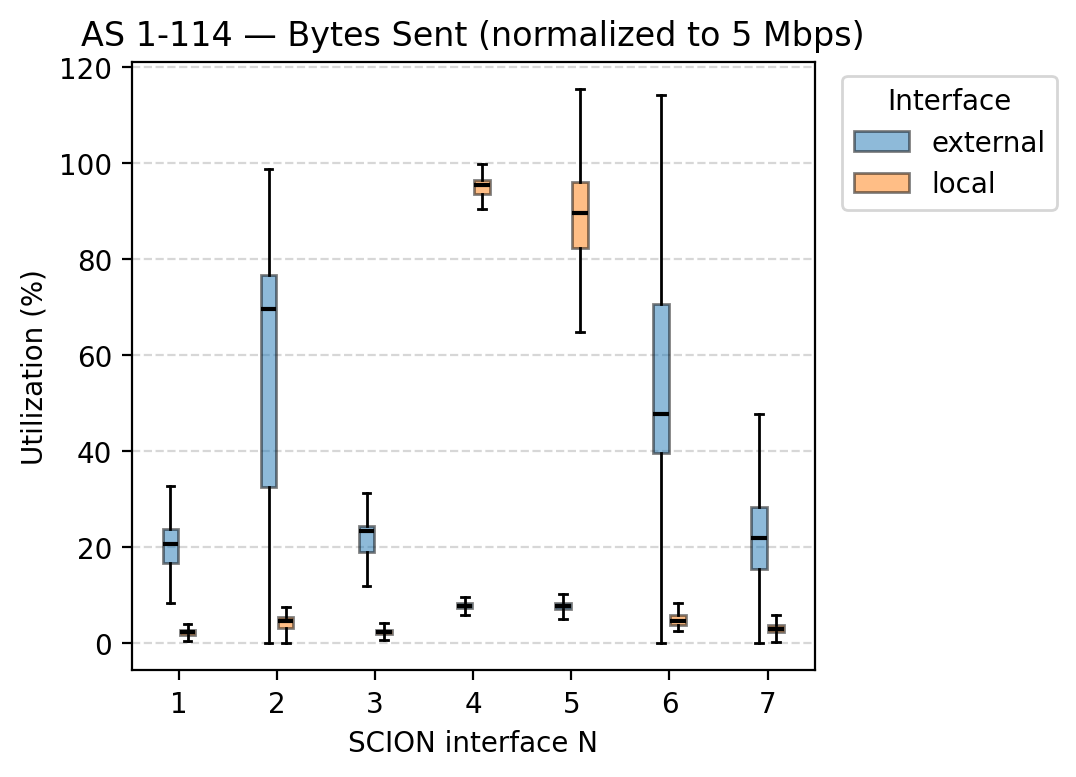 AS 1-114 — Bytes Sent (normalized to 5 Mbps)
120
100
80
60
40
20
0
Utilization (%)
1 2 3 4 5 6 7
SCION interface N
Interface
external
local